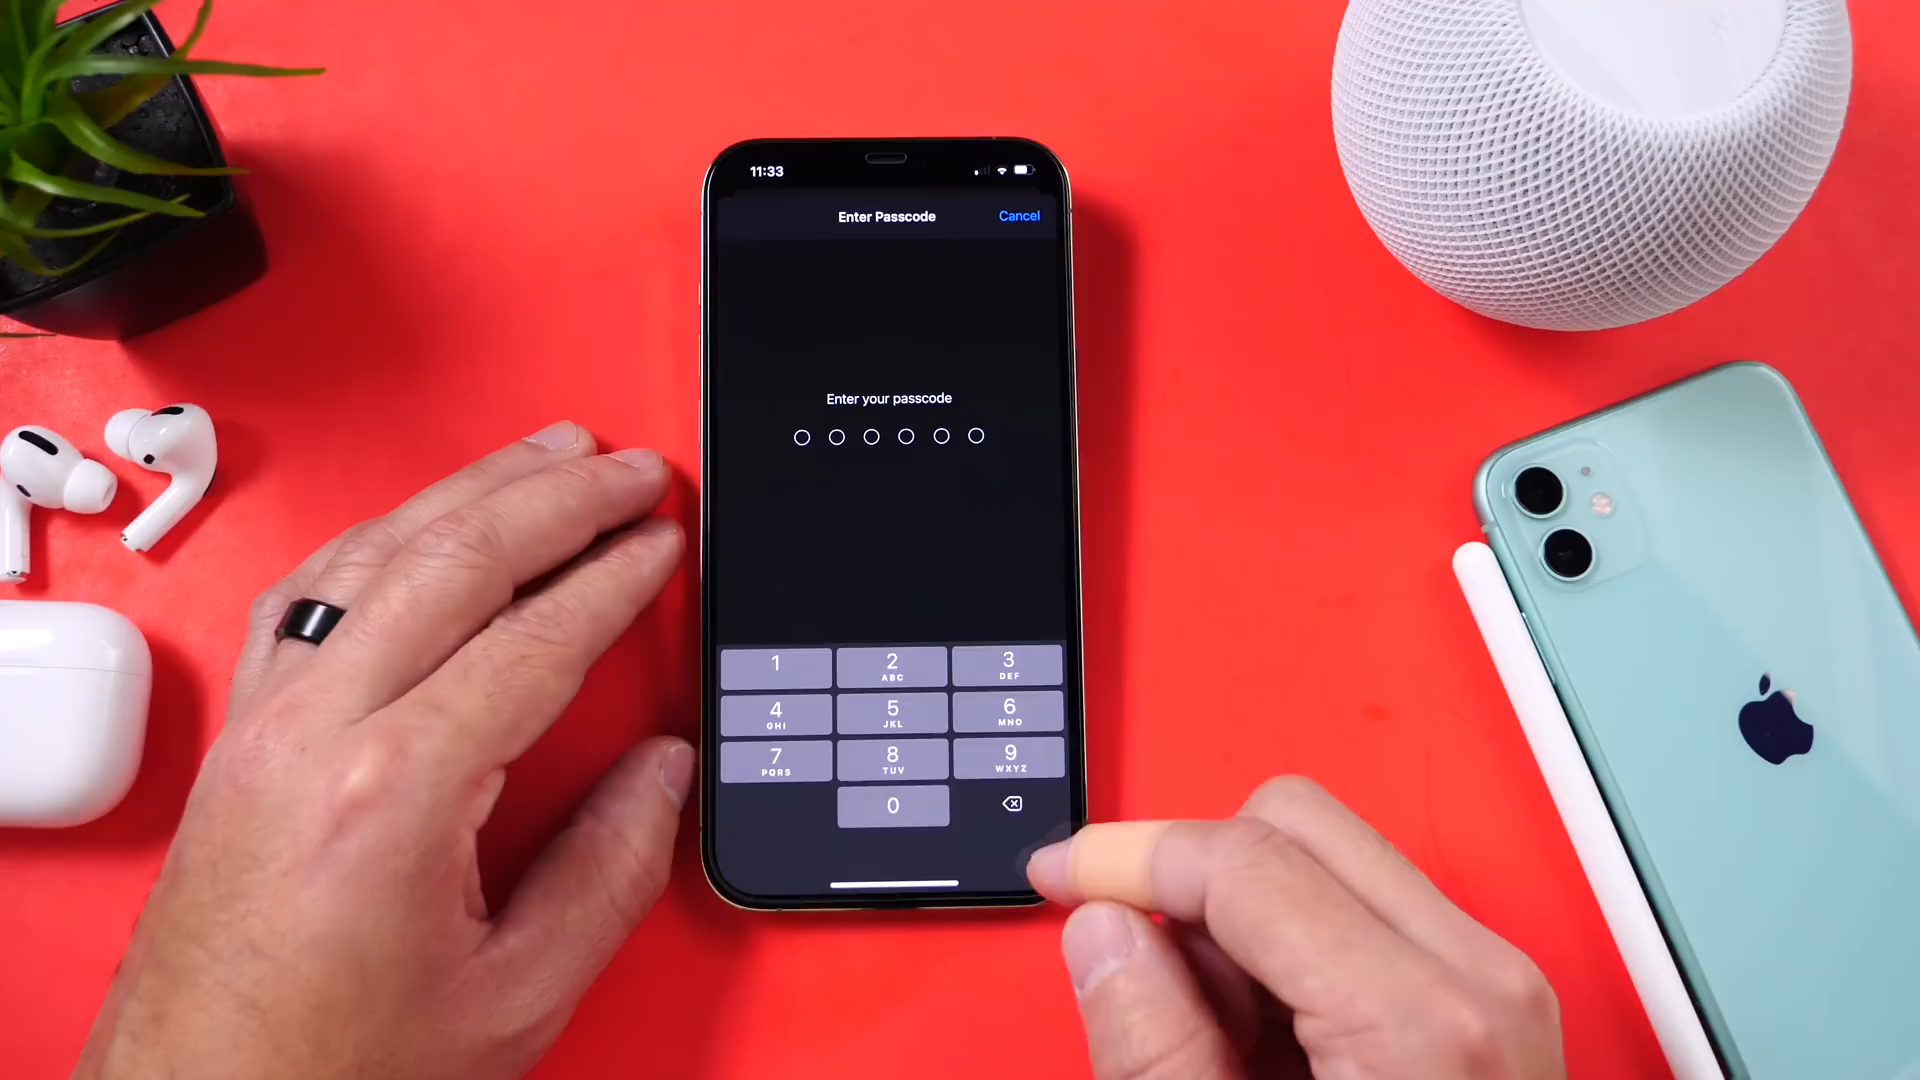 11:33
Enter Passcode Cancel
Enter your passcode
1 2 3
ABC DEF
4 5 6
GHI JKL MNO
7 8 9
PQRS TUV WXYZ
0